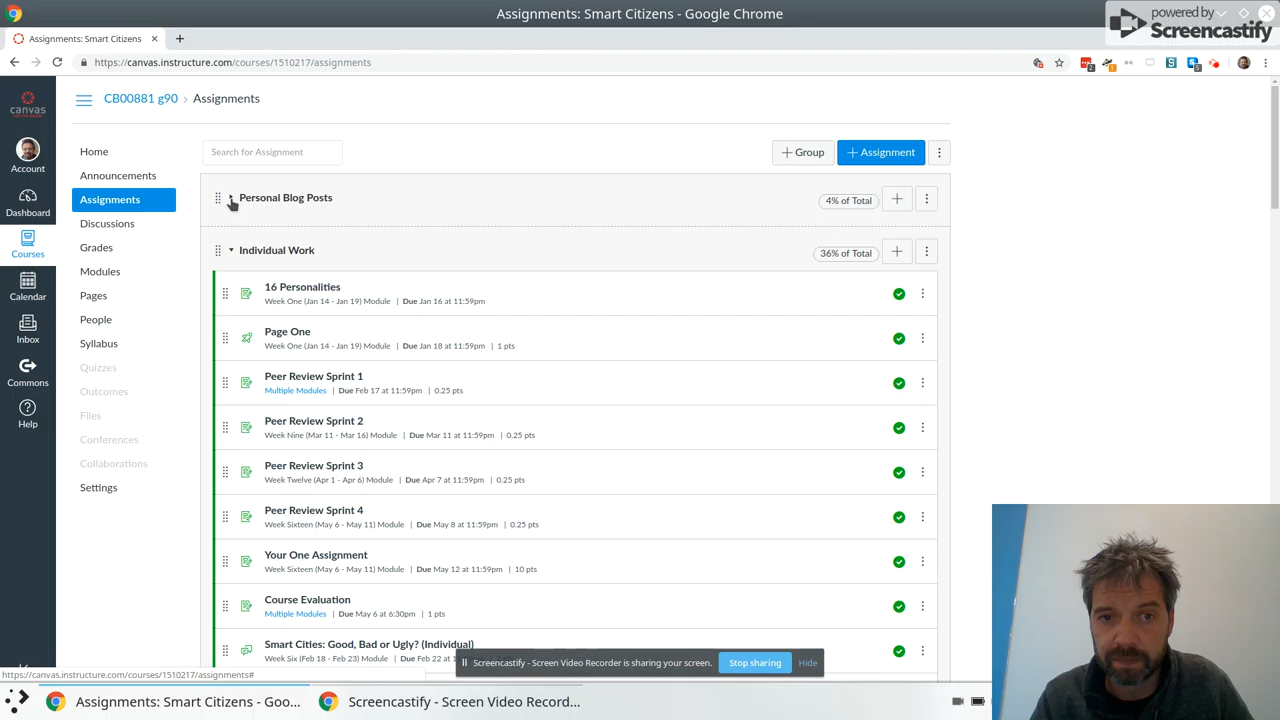 Assignments: Smart Citizens - Google Chrome
powered by
Screencastify
Assignments: Smart Citizens
https://canvas.instructure.com/courses/1510217/assignments
canvas
CB00881 g90 › Assignments
Account
Dashboard
Courses
Calendar
Inbox
Commons
Help
Home
Announcements
Assignments
Discussions
Grades
Modules
Pages
People
Syllabus
Quizzes
Outcomes
Files
Conferences
Collaborations
Settings
Search for Assignment
+ Group
+ Assignment
Personal Blog Posts
4% of Total
Individual Work
36% of Total
16 Personalities
Week One (Jan 14 - Jan 19) Module | Due Jan 16 at 11:59pm
Page One
Week One (Jan 14 - Jan 19) Module | Due Jan 18 at 11:59pm | 1 pts
Peer Review Sprint 1
Multiple Modules | Due Feb 17 at 11:59pm | 0.25 pts
Peer Review Sprint 2
Week Nine (Mar 11 - Mar 16) Module | Due Mar 11 at 11:59pm | 0.25 pts
Peer Review Sprint 3
Week Twelve (Apr 1 - Apr 6) Module | Due Apr 7 at 11:59pm | 0.25 pts
Peer Review Sprint 4
Week Sixteen (May 6 - May 11) Module | Due May 8 at 11:59pm | 0.25 pts
Your One Assignment
Week Sixteen (May 6 - May 11) Module | Due May 12 at 11:59pm | 10 pts
Course Evaluation
Multiple Modules | Due May 6 at 6:30pm | 1 pts
Smart Cities: Good, Bad or Ugly? (Individual)
Week Six (Feb 18 - Feb 23) Module | Due Feb 22 a
Screencastify - Screen Video Recorder is sharing your screen.
Stop sharing
Hide
https://canvas.instructure.com/courses/1510217/assignments#
Assignments: Smart Citizens - Goo...
Screencastify - Screen Video Record...